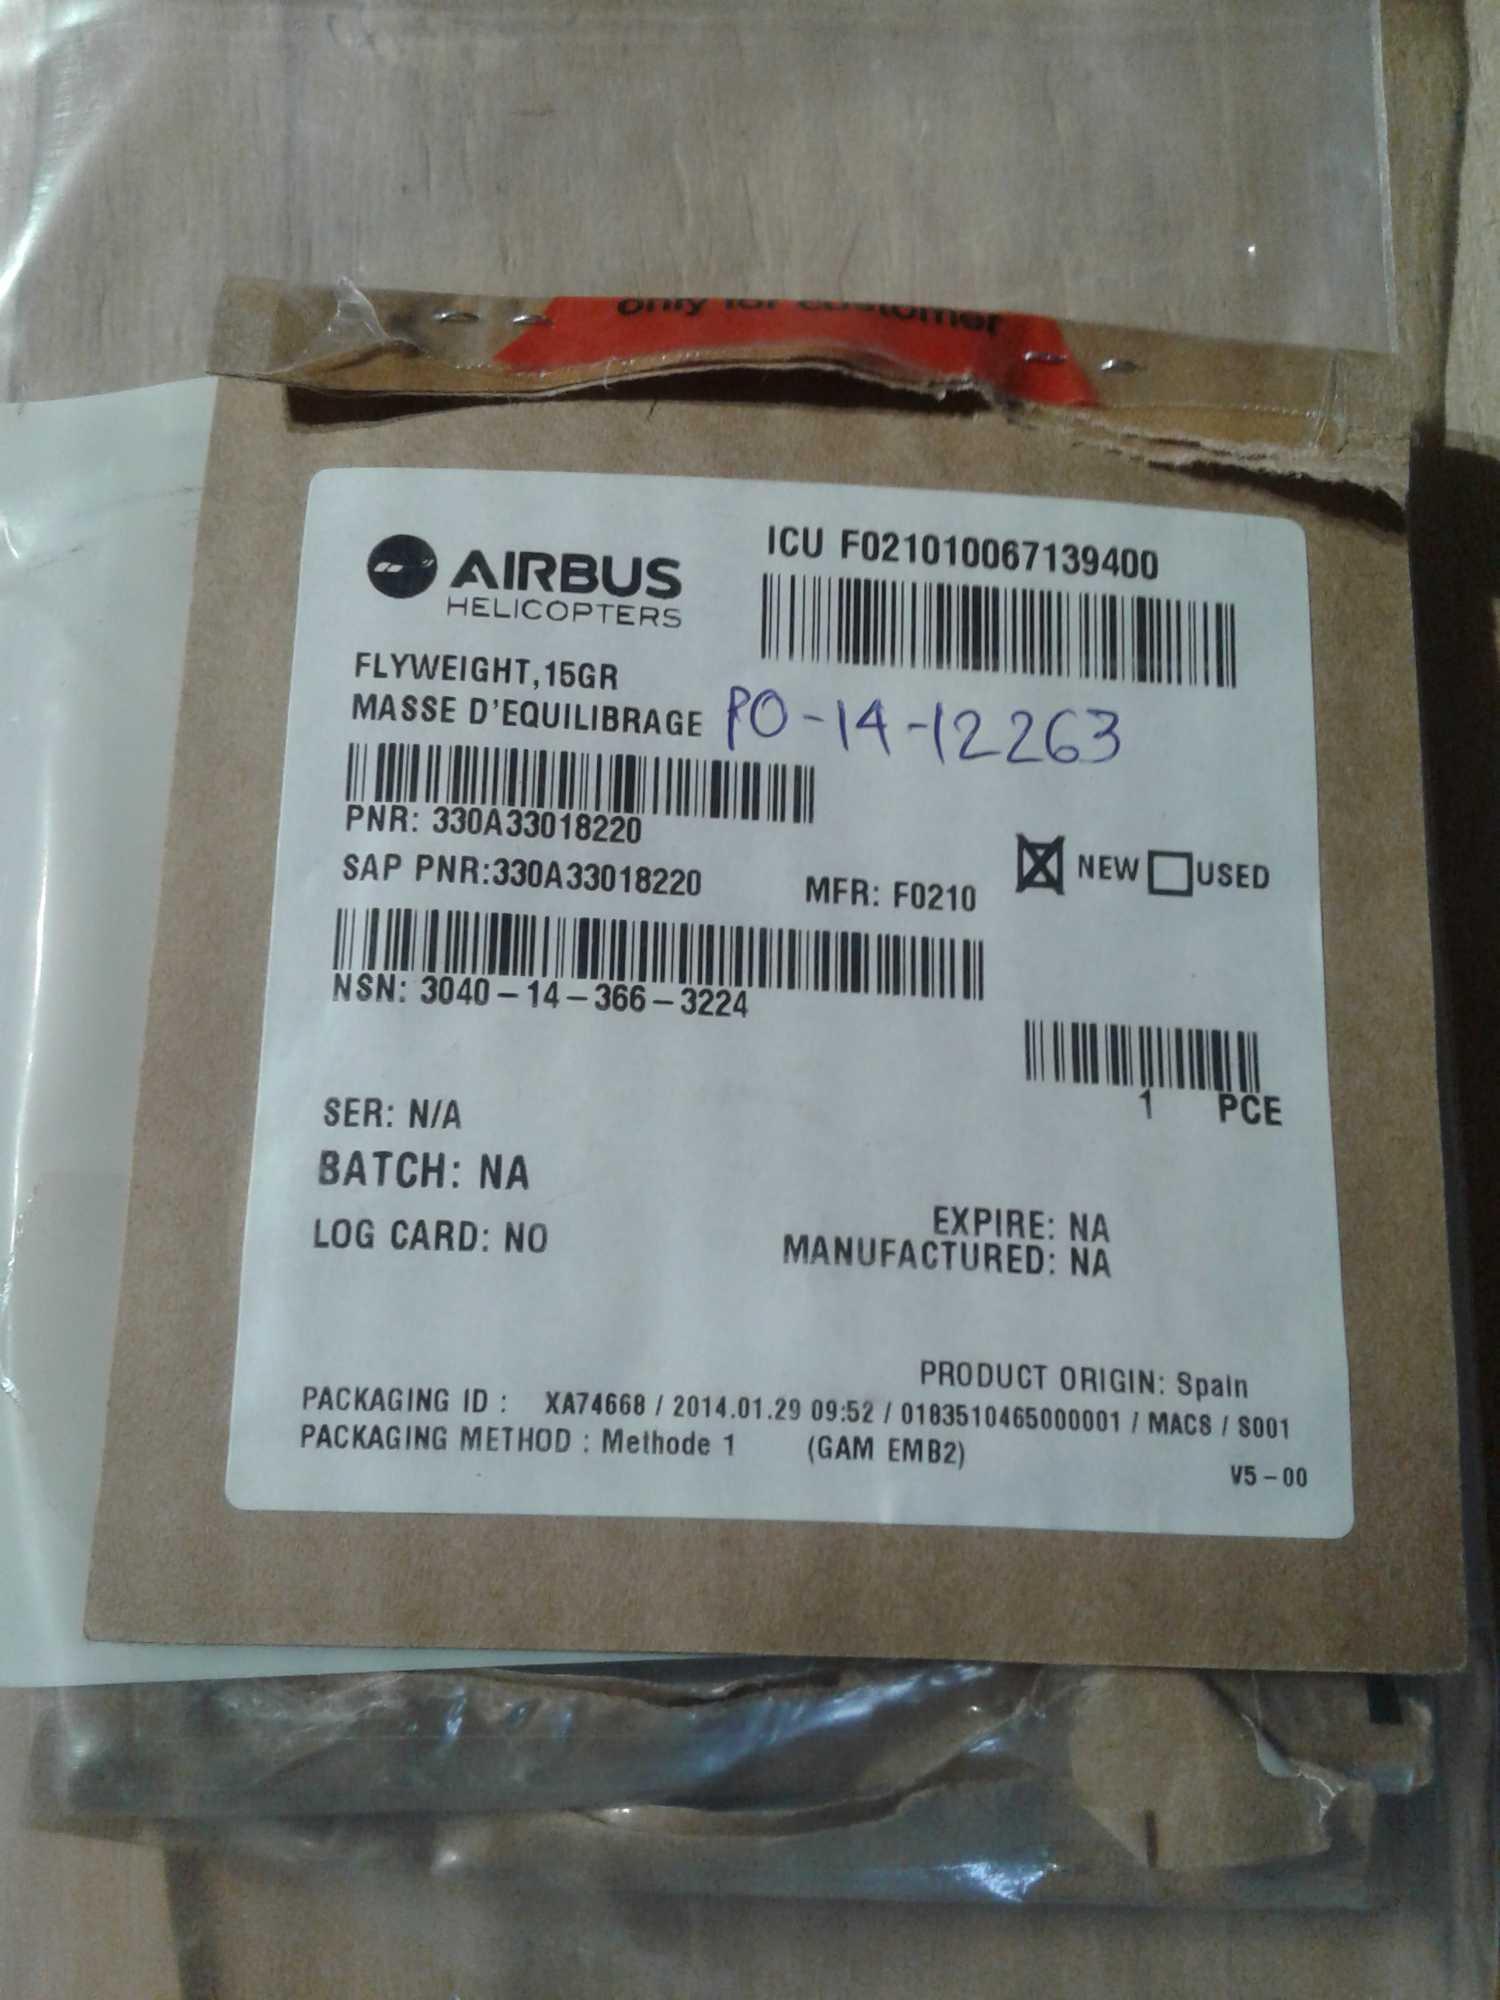 only for customer
AIRBUS
HELICOPTERS
ICU F021010067139400
FLYWEIGHT,15GR
MASSE D'EQUILIBRAGE
PO-14-12263
PNR: 330A33018220
SAP PNR:330A33018220
MFR: F0210
NEW USED
NSN: 3040-14-366-3224
1 PCE
SER: N/A
BATCH: NA
LOG CARD: NO
EXPIRE: NA
MANUFACTURED: NA
PRODUCT ORIGIN: Spain
PACKAGING ID : XA74668 / 2014.01.29 09:52 / 0183510465000001 / MACS / S001
PACKAGING METHOD : Methode 1 (GAM EMB2)
V5-00